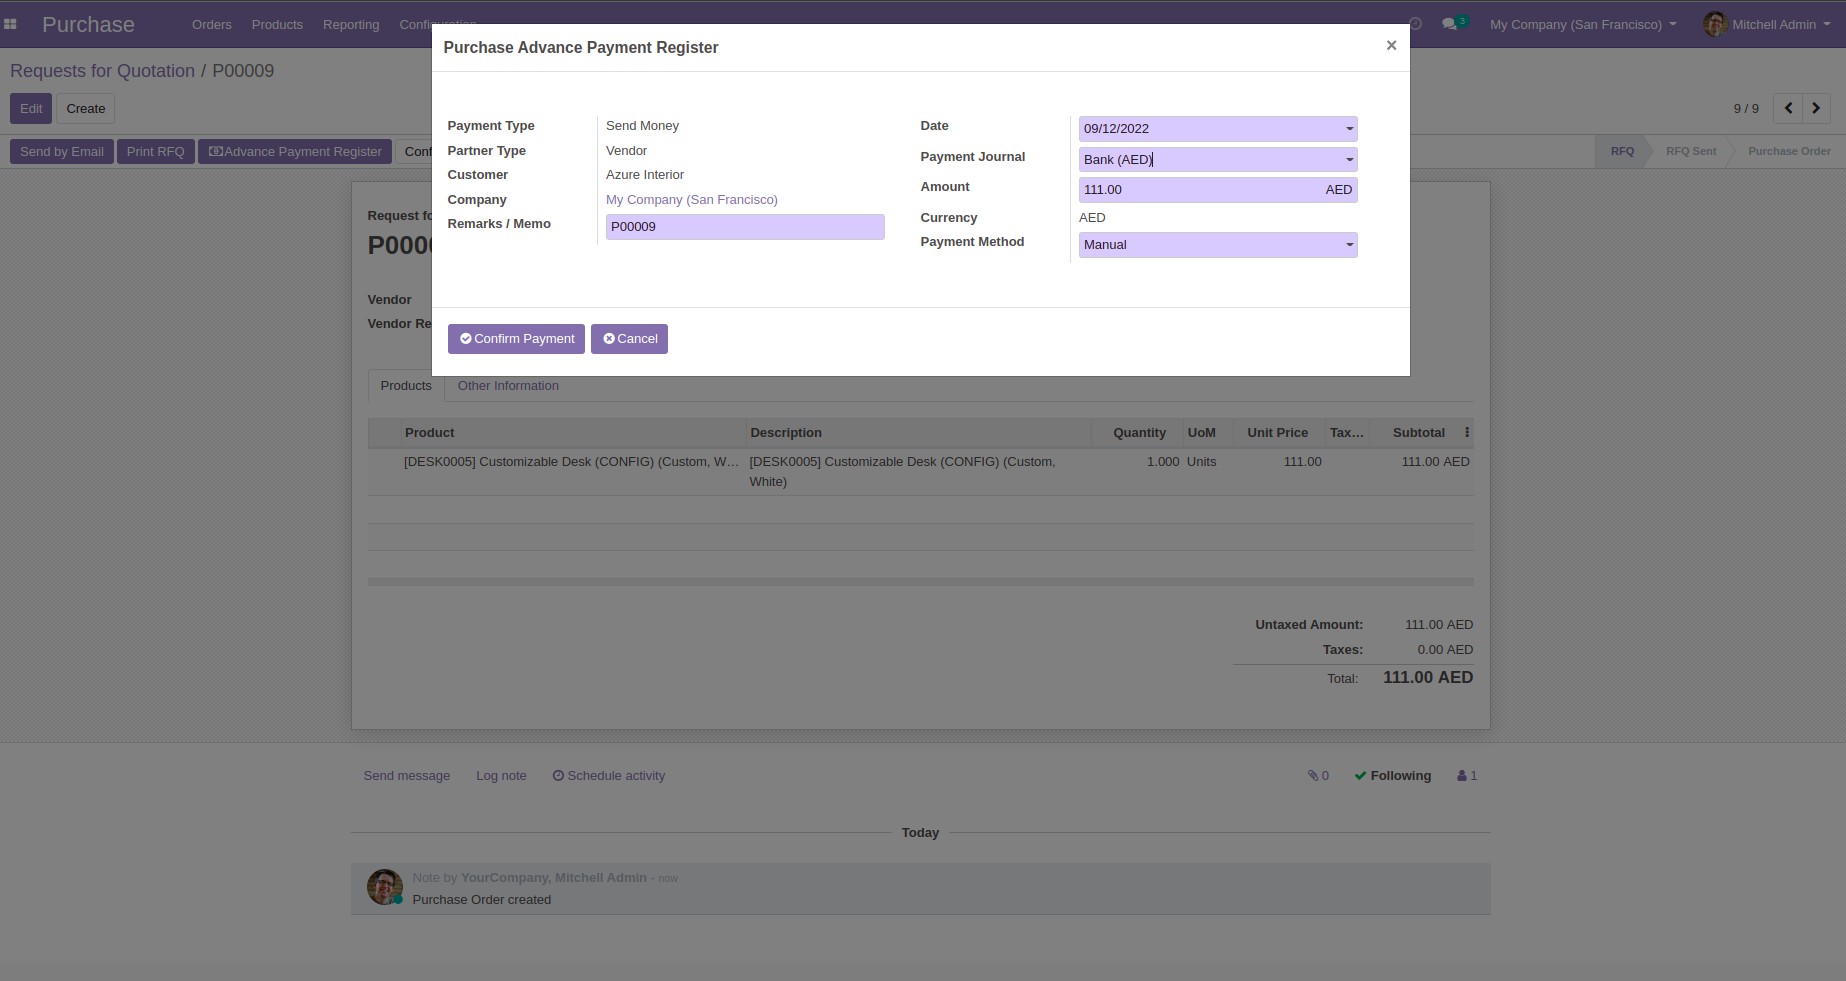 Purchase
Orders
Products
Reporting
3
My Company (San Francisco)
Mitchell Admin
Requests for Quotation / P00009
Edit
Create
9 / 9
Send by Email
Print RFQ
Advance Payment Register
RFQ
RFQ Sent
Purchase Order
Purchase Advance Payment Register
×
Payment Type Send Money
Partner Type Vendor
Customer Azure Interior
Company My Company (San Francisco)
Remarks / Memo P00009
Date 09/12/2022
Payment Journal Bank (AED)
Amount 111.00 AED
Currency AED
Payment Method Manual
Confirm Payment
Cancel
Request
Vendor
Vendor
Products
Other Information
Product Description Quantity UoM Unit Price Tax... Subtotal
[DESK0005] Customizable Desk (CONFIG) (Custom, W... [DESK0005] Customizable Desk (CONFIG) (Custom, 1.000 Units 111.00 111.00 AED
White)
Untaxed Amount: 111.00 AED
Taxes: 0.00 AED
Total: 111.00 AED
Send message
Log note
Schedule activity
0
Following
1
Today
Note by YourCompany, Mitchell Admin - now
Purchase Order created